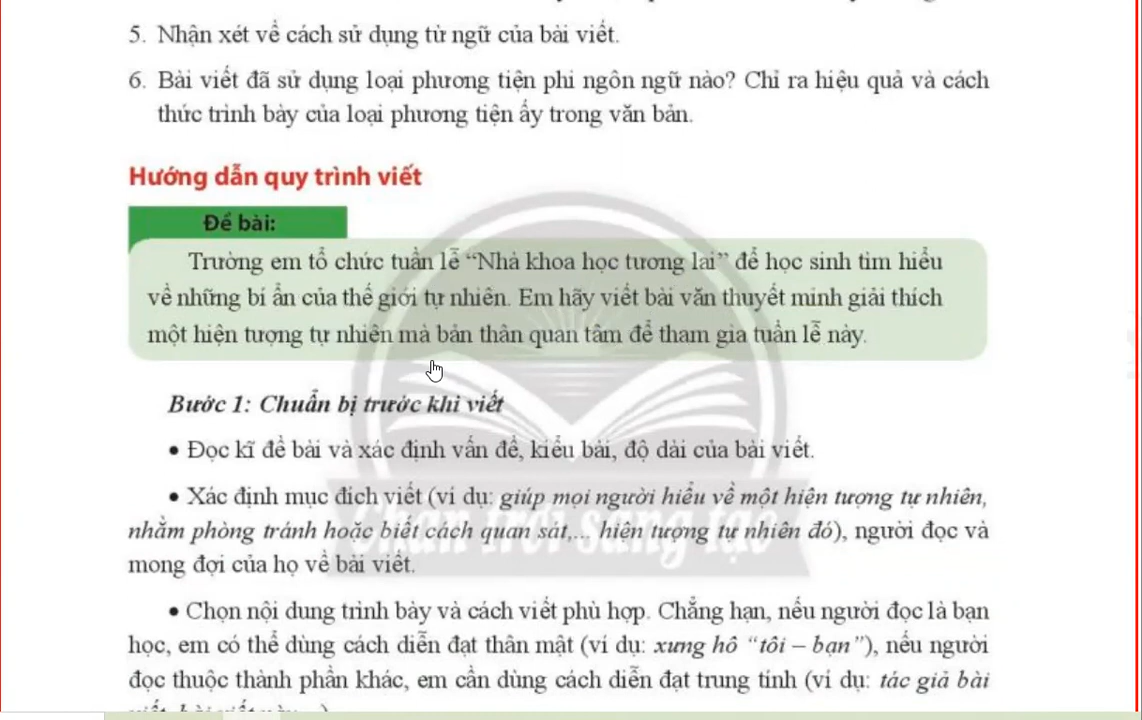 5. Nhận xét về cách sử dụng từ ngữ của bài viết.
6. Bài viết đã sử dụng loại phương tiện phi ngôn ngữ nào? Chỉ ra hiệu quả và cách
thức trình bày của loại phương tiện ấy trong văn bản.
Hướng dẫn quy trình viết
Đề bài:
Trường em tổ chức tuần lễ “Nhà khoa học tương lai” để học sinh tìm hiểu
về những bí ẩn của thế giới tự nhiên. Em hãy viết bài văn thuyết minh giải thích
một hiện tượng tự nhiên mà bản thân quan tâm để tham gia tuần lễ này.
Bước 1: Chuẩn bị trước khi viết
• Đọc kĩ đề bài và xác định vấn đề, kiểu bài, độ dài của bài viết.
• Xác định mục đích viết (ví dụ: giúp mọi người hiểu về một hiện tượng tự nhiên,
nhằm phòng tránh hoặc biết cách quan sát,... hiện tượng tự nhiên đó), người đọc và
Chân trời sáng tạo
mong đợi của họ về bài viết.
• Chọn nội dung trình bày và cách viết phù hợp. Chẳng hạn, nếu người đọc là bạn
học, em có thể dùng cách diễn đạt thân mật (ví dụ: xưng hô “tôi – bạn”), nếu người
đọc thuộc thành phần khác, em cần dùng cách diễn đạt trung tính (ví dụ: tác giả bài